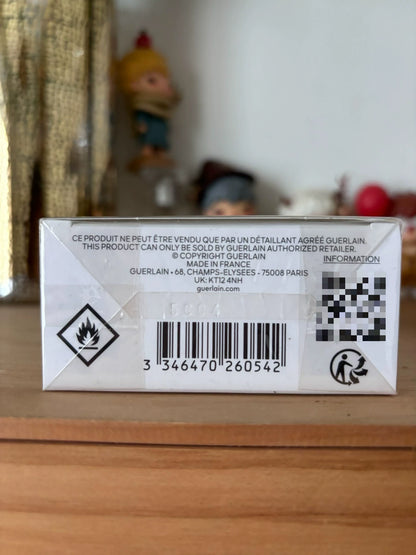 CE PRODUIT NE PEUT ÊTRE VENDU QUE PAR UN DÉTAILLANT AGRÉÉ GUERLAIN.
THIS PRODUCT CAN ONLY BE SOLD BY GUERLAIN AUTHORIZED RETAILER.
© COPYRIGHT GUERLAIN
MADE IN FRANCE
GUERLAIN • 68, CHAMPS-ELYSEES - 75008 PARIS
UK: KT12 4NH
guerlain.com
INFORMATION
3 346470 260542